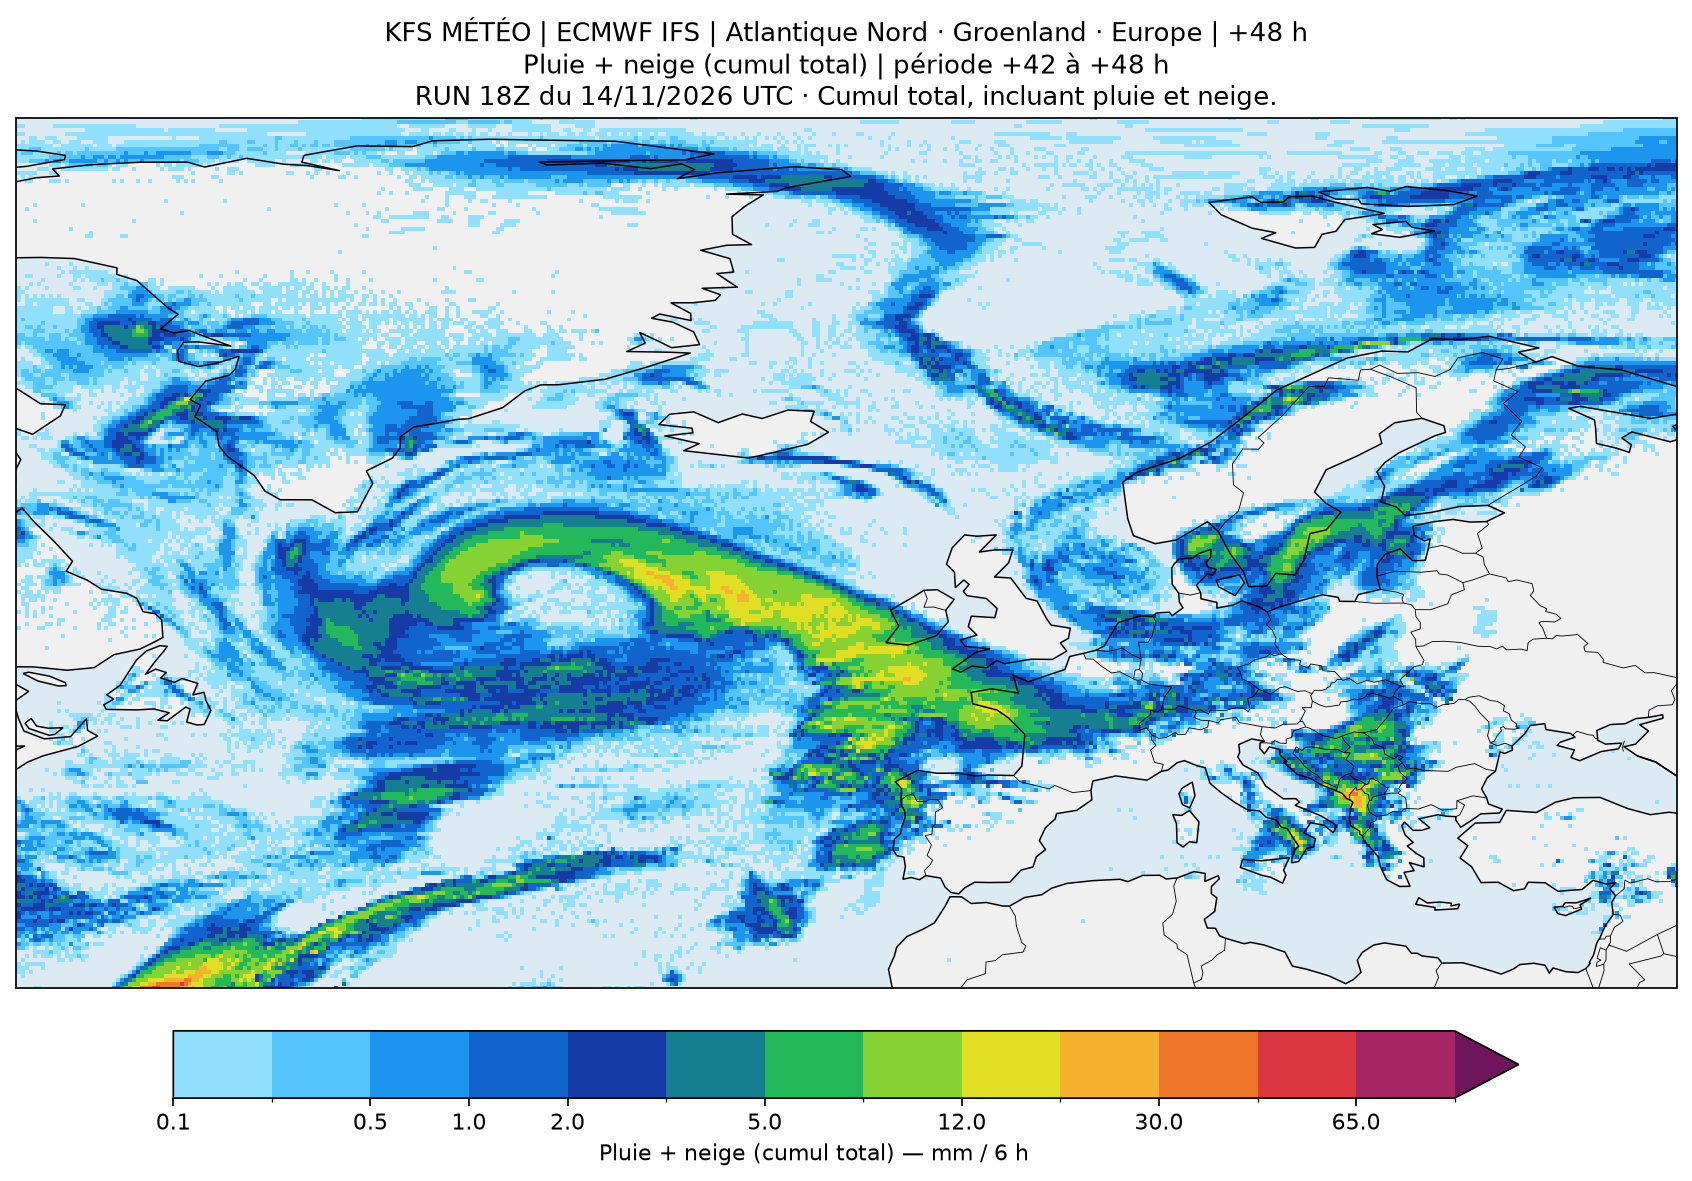 KFS MÉTÉO | ECMWF IFS | Atlantique Nord · Groenland · Europe | +48 h
Pluie + neige (cumul total) | période +42 à +48 h
RUN 18Z du 14/11/2026 UTC · Cumul total, incluant pluie et neige.
0.1 0.5 1.0 2.0 5.0 12.0 30.0 65.0
Pluie + neige (cumul total) — mm / 6 h